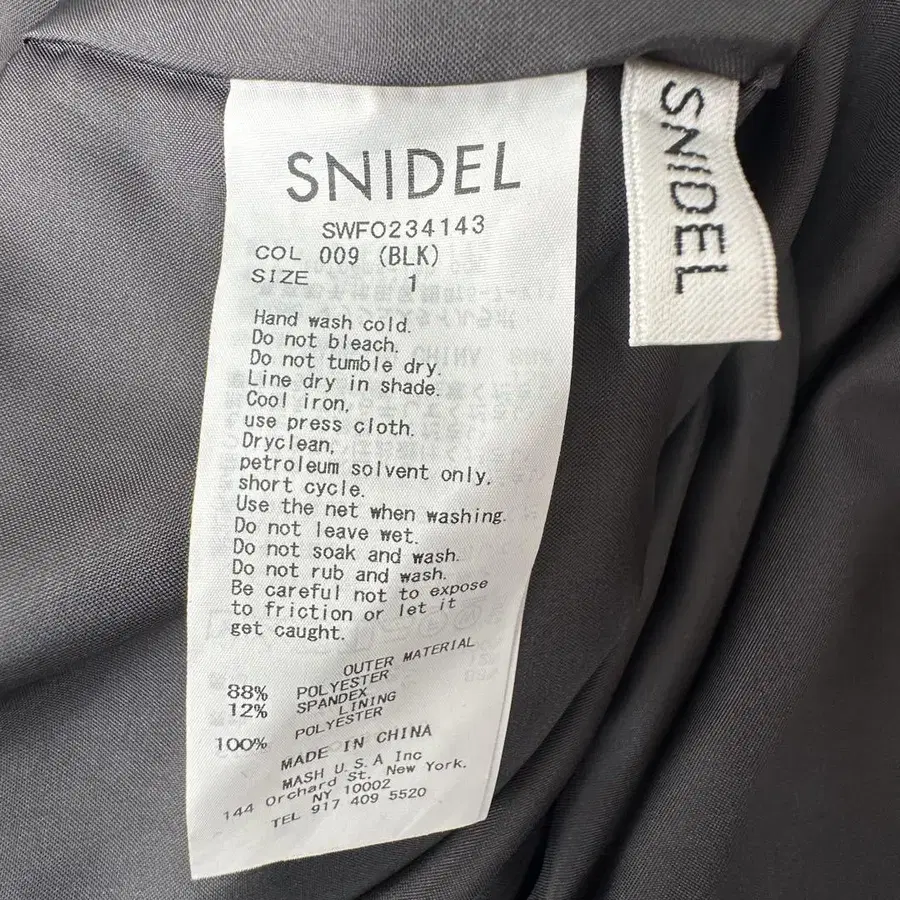 SNIDEL
SWFO234143
COL 009 (BLK)
SIZE 1
Hand wash cold.
Do not bleach.
Do not tumble dry.
Line dry in shade.
Cool iron,
use press cloth.
Dryclean,
petroleum solvent only,
short cycle.
Use the net when washing.
Do not leave wet.
Do not soak and wash.
Do not rub and wash.
Be careful not to expose
to friction or let it
get caught.
OUTER MATERIAL
88% POLYESTER
12% SPANDEX
LINING
100% POLYESTER
MADE IN CHINA
MASH U.S.A Inc
144 Orchard St. New York.
NY 10002
TEL 917 409 5520
SNIDEL